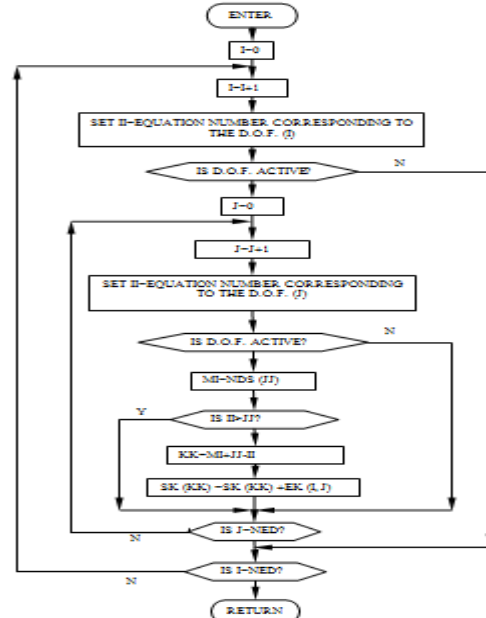 ENTER
I=0
I=I+1
SET II=EQUATION NUMBER CORRESPONDING TO
THE D.O.F. (I)
IS D.O.F. ACTIVE?
N
J=0
J=J+1
SET II=EQUATION NUMBER CORRESPONDING
TO THE D.O.F. (J)
IS D.O.F. ACTIVE?
N
MI=NDS (JJ)
Y
IS II>JJ?
KK=MI+JJ-II
SK (KK) =SK (KK) +EK (I, J)
IS J=NED?
N
IS I=NED?
N
RETURN